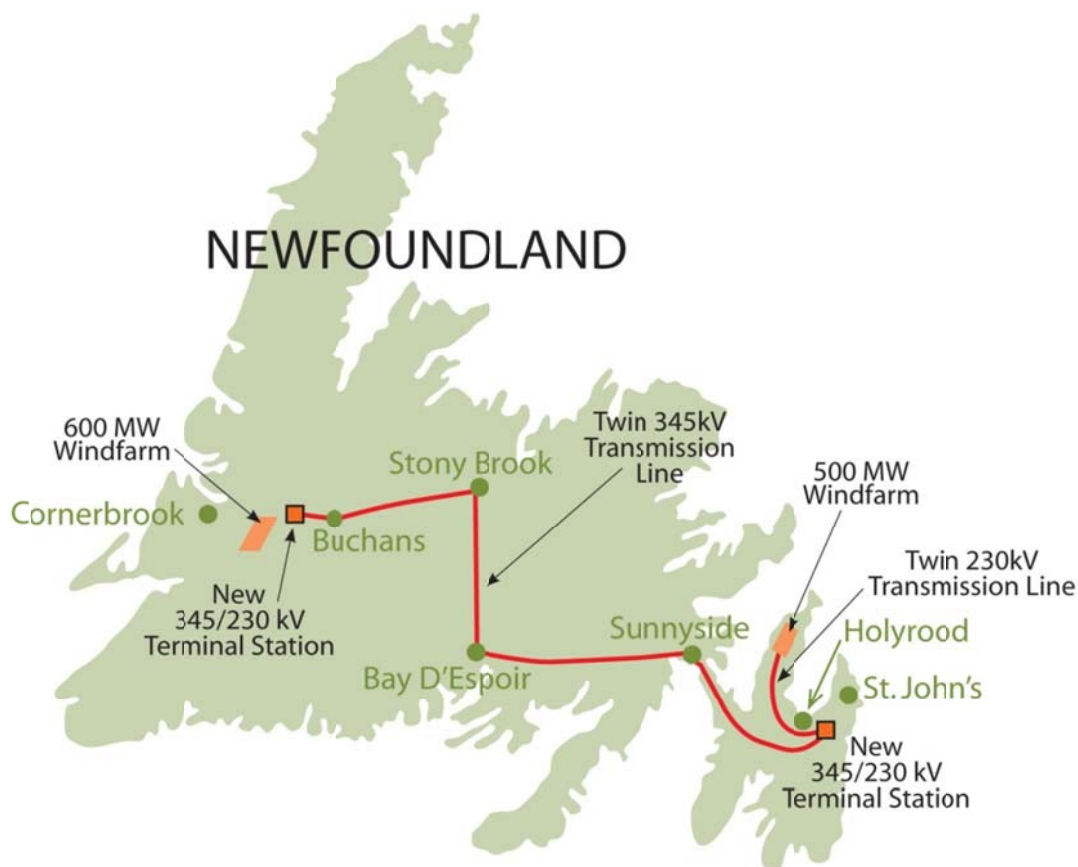 NEWFOUNDLAND
600 MW
Windfarm
Cornerbrook
Buchans
New
345/230 kV
Terminal Station
Stony Brook
Twin 345kV
Transmission
Line
Bay D'Espoir
Sunnyside
500 MW
Windfarm
Twin 230kV
Transmission Line
Holyrood
St. John's
New
345/230 kV
Terminal Station